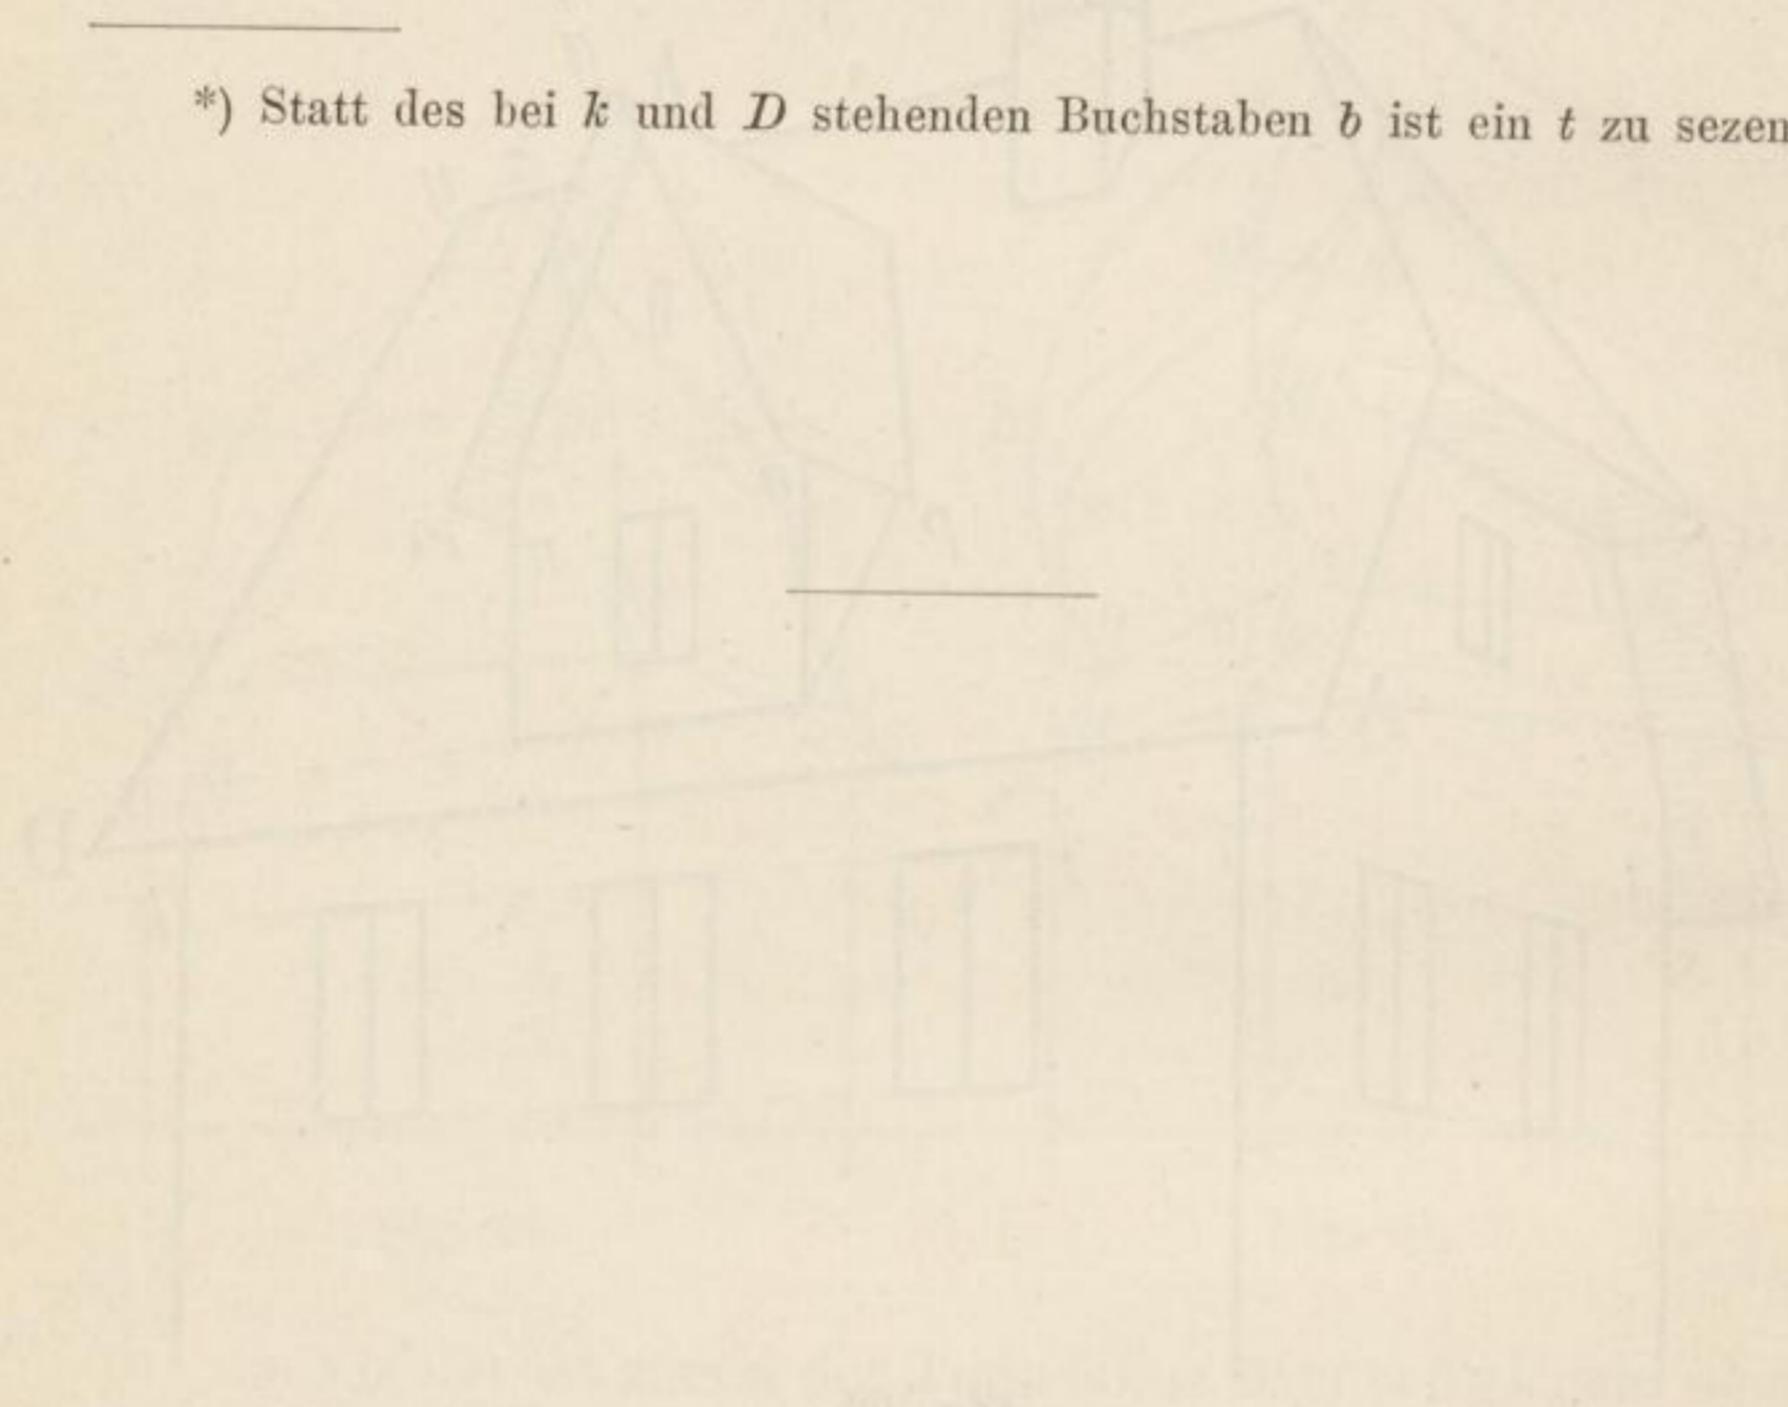 *) Statt des bei k und D stehenden Buchstaben b ist ein t zu sezen